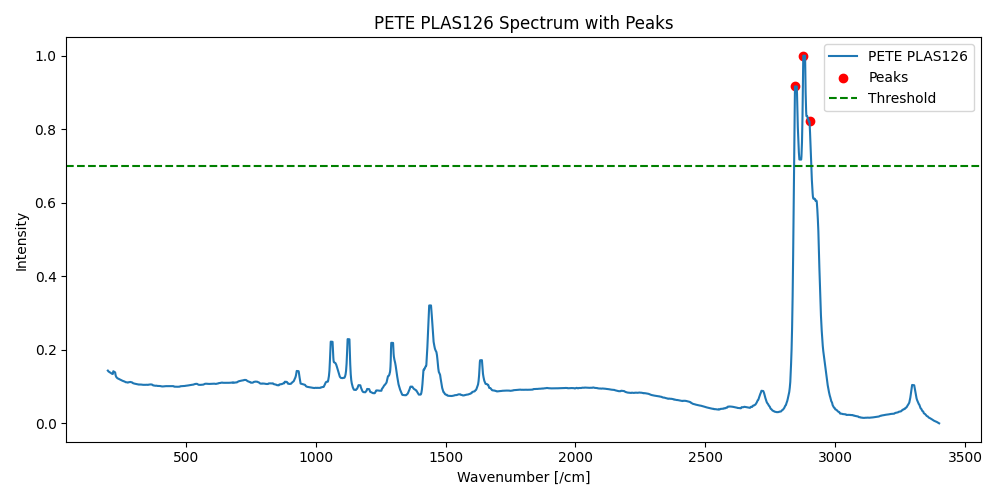 PETE PLAS126 Spectrum with Peaks
PETE PLAS126
Peaks
Threshold
Intensity
1.0
0.8
0.6
0.4
0.2
0.0
500 1000 1500 2000 2500 3000 3500
Wavenumber [/cm]